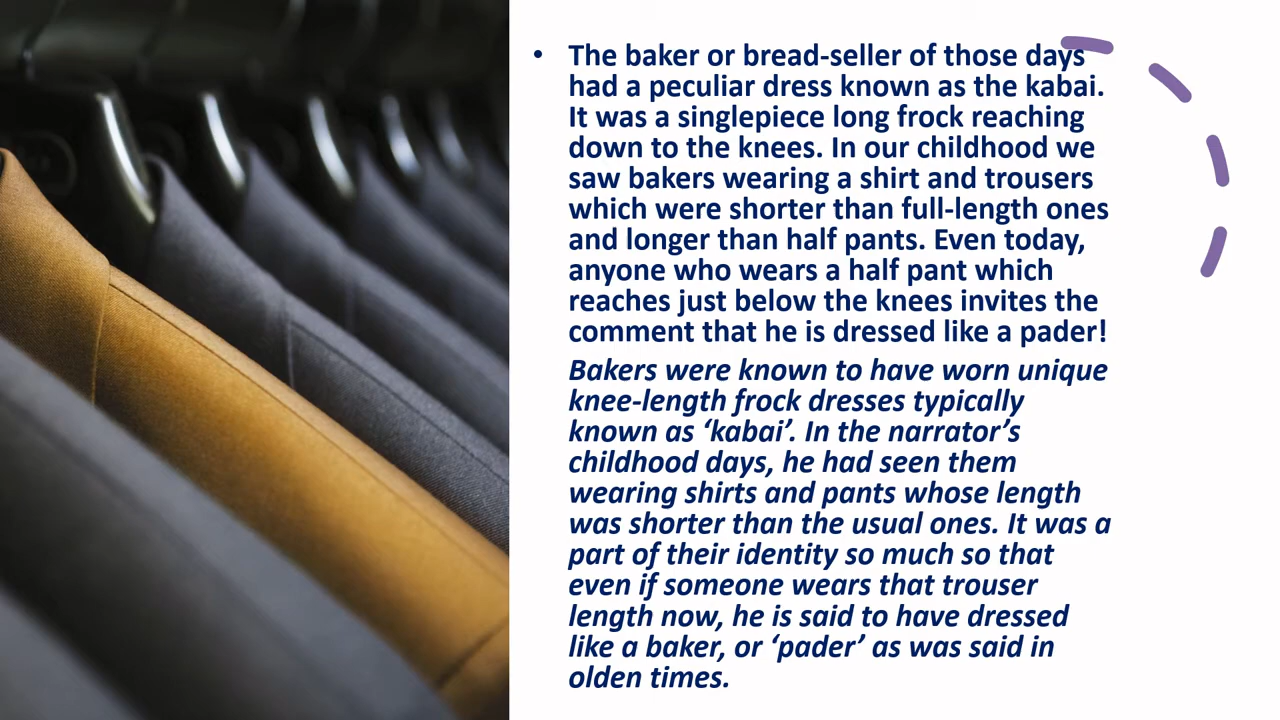 • The baker or bread-seller of those days
had a peculiar dress known as the kabai.
It was a singlepiece long frock reaching
down to the knees. In our childhood we
saw bakers wearing a shirt and trousers
which were shorter than full-length ones
and longer than half pants. Even today,
anyone who wears a half pant which
reaches just below the knees invites the
comment that he is dressed like a pader!
Bakers were known to have worn unique
knee-length frock dresses typically
known as ‘kabai’. In the narrator’s
childhood days, he had seen them
wearing shirts and pants whose length
was shorter than the usual ones. It was a
part of their identity so much so that
even if someone wears that trouser
length now, he is said to have dressed
like a baker, or ‘pader’ as was said in
olden times.